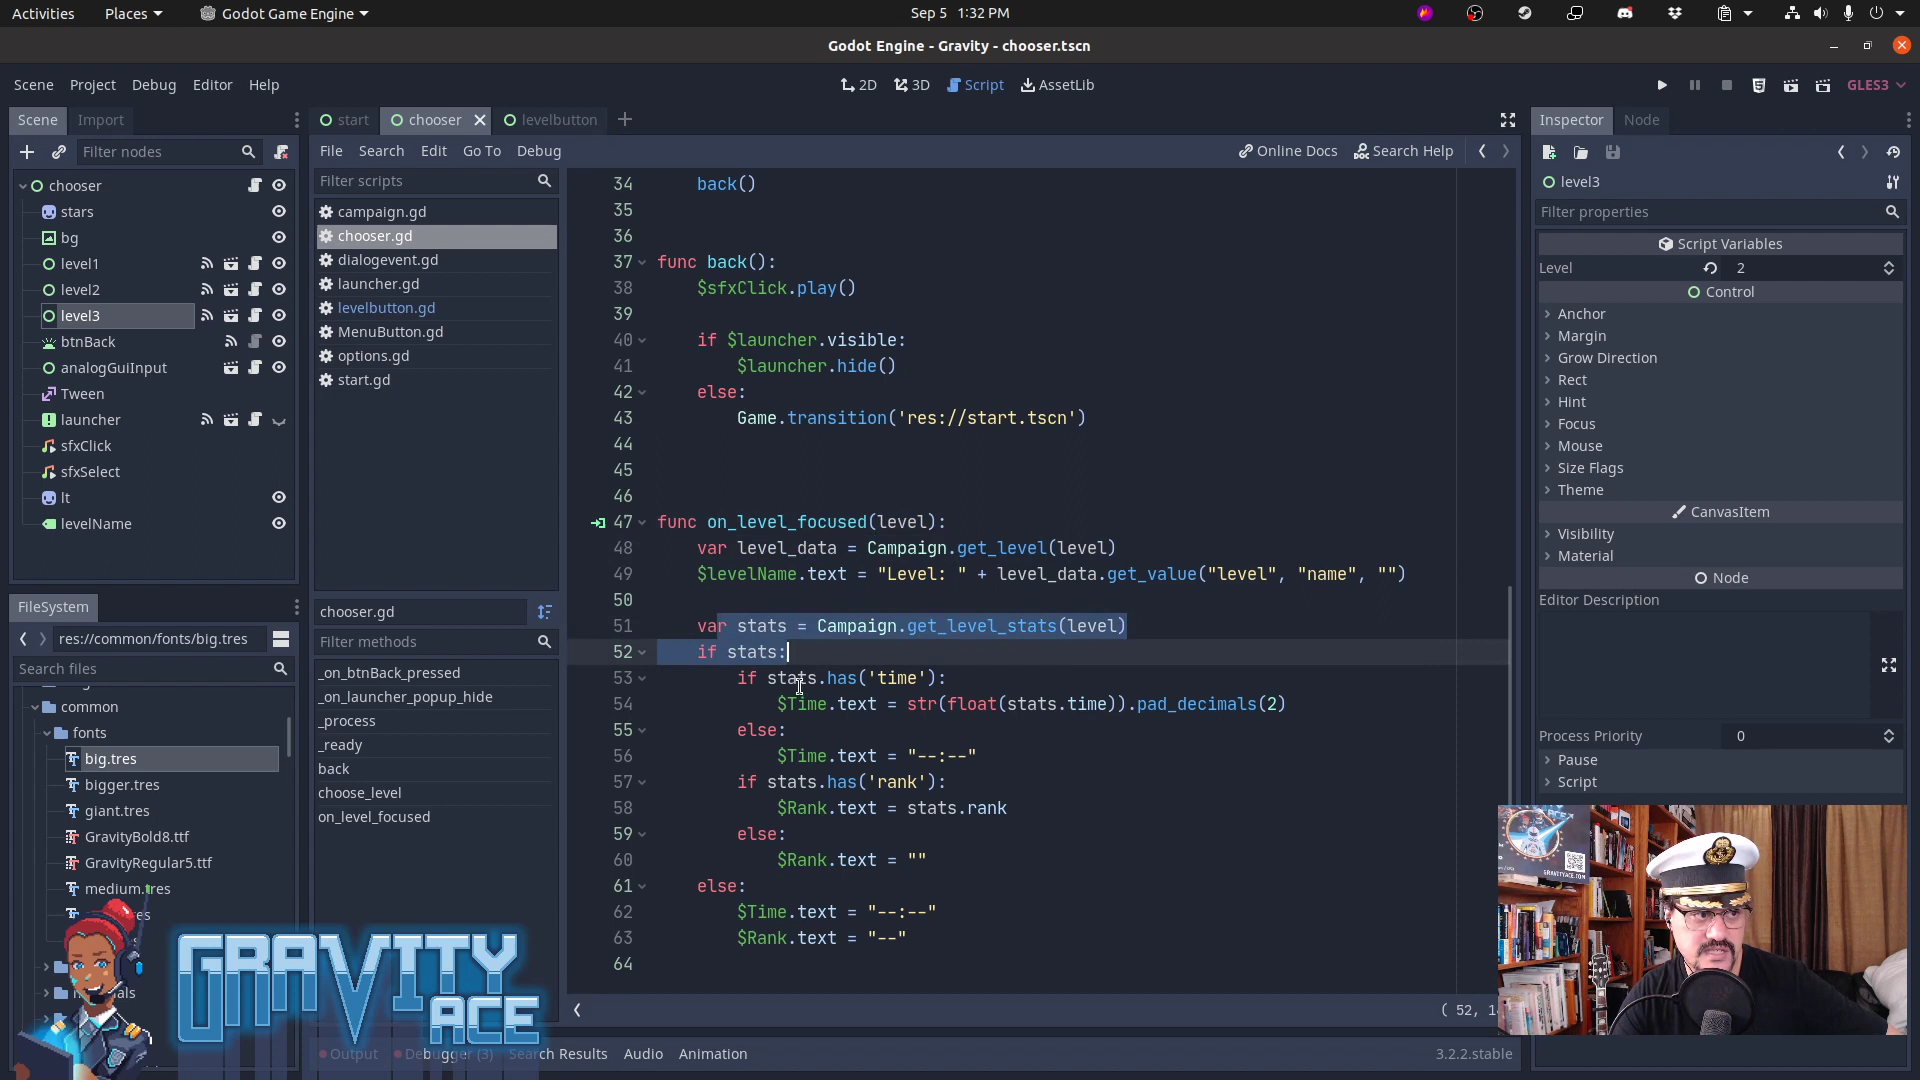 Activities
Places
Godot Game Engine
Sep 5 1:32 PM
Godot Engine - Gravity - chooser.tscn
Scene Project Debug Editor Help
2D 3D Script AssetLib
GLES3
Scene Import
start chooser levelbutton
Inspector Node
Filter nodes
File Search Edit Go To Debug
Online Docs Search Help
chooser
stars
bg
level1
level2
level3
btnBack
analogGuiInput
Tween
launcher
sfxClick
sfxSelect
lt
levelName
FileSystem
res://common/fonts/big.tres
Search files
common
fonts
big.tres
bigger.tres
giant.tres
GravityBold8.ttf
GravityRegular5.ttf
medium.tres
Filter scripts
campaign.gd
chooser.gd
dialogevent.gd
launcher.gd
levelbutton.gd
MenuButton.gd
options.gd
start.gd
chooser.gd
Filter methods
_on_btnBack_pressed
_on_launcher_popup_hide
_process
_ready
back
choose_level
on_level_focused
34 back()
35
36
37 func back():
38 $sfxClick.play()
39
40 if $launcher.visible:
41 $launcher.hide()
42 else:
43 Game.transition('res://start.tscn')
44
45
46
47 func on_level_focused(level):
48 var level_data = Campaign.get_level(level)
49 $levelName.text = "Level: " + level_data.get_value("level", "name", "")
50
51 var stats = Campaign.get_level_stats(level)
52 if stats:
53 if stats.has('time'):
54 $Time.text = str(float(stats.time)).pad_decimals(2)
55 else:
56 $Time.text = "--:--"
57 if stats.has('rank'):
58 $Rank.text = stats.rank
59 else:
60 $Rank.text = ""
61 else:
62 $Time.text = "--:--"
63 $Rank.text = "--"
64
level3
Filter properties
Script Variables
Level 2
Control
Anchor
Margin
Grow Direction
Rect
Hint
Focus
Mouse
Size Flags
Theme
CanvasItem
Visibility
Material
Node
Editor Description
Process Priority 0
Pause
Script
GRAVITY
ACE
Output Debugger (3) Search Results Audio Animation
3.2.2.stable